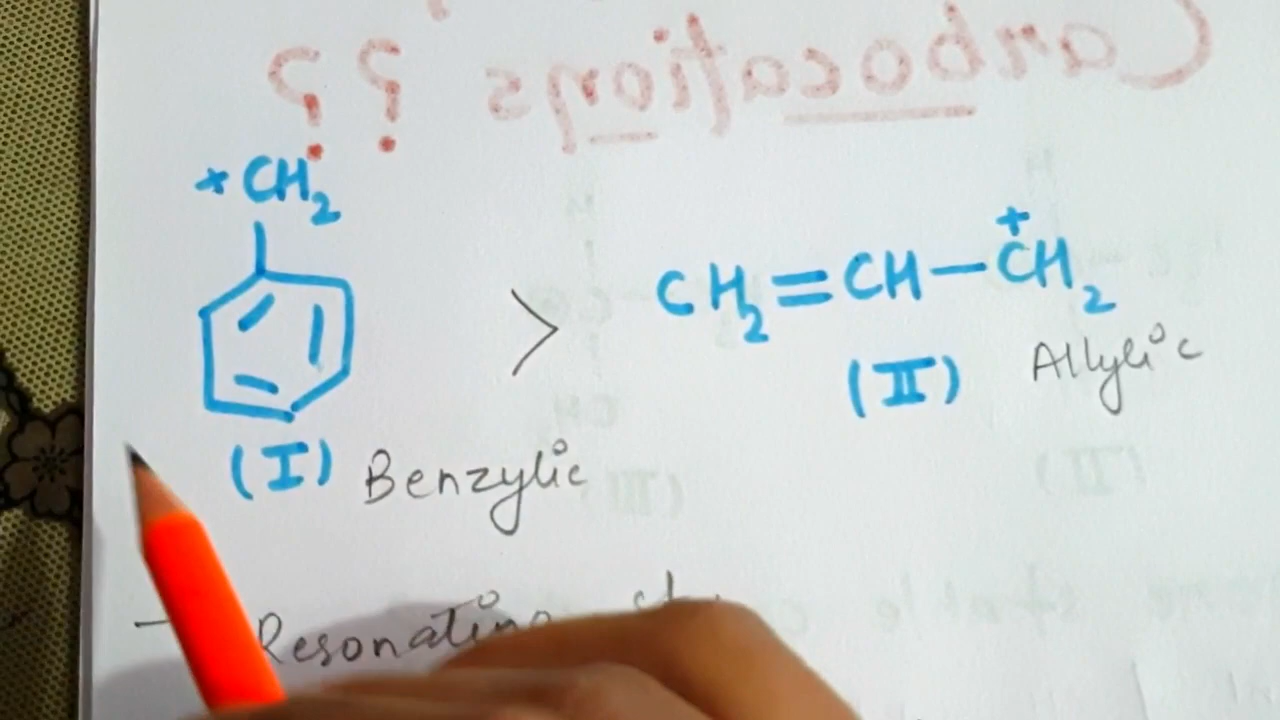 Carbocations ??
+CH2
CH2=CH—CH2
+
>
(II) Allylic
(I) Benzylic
Resonating